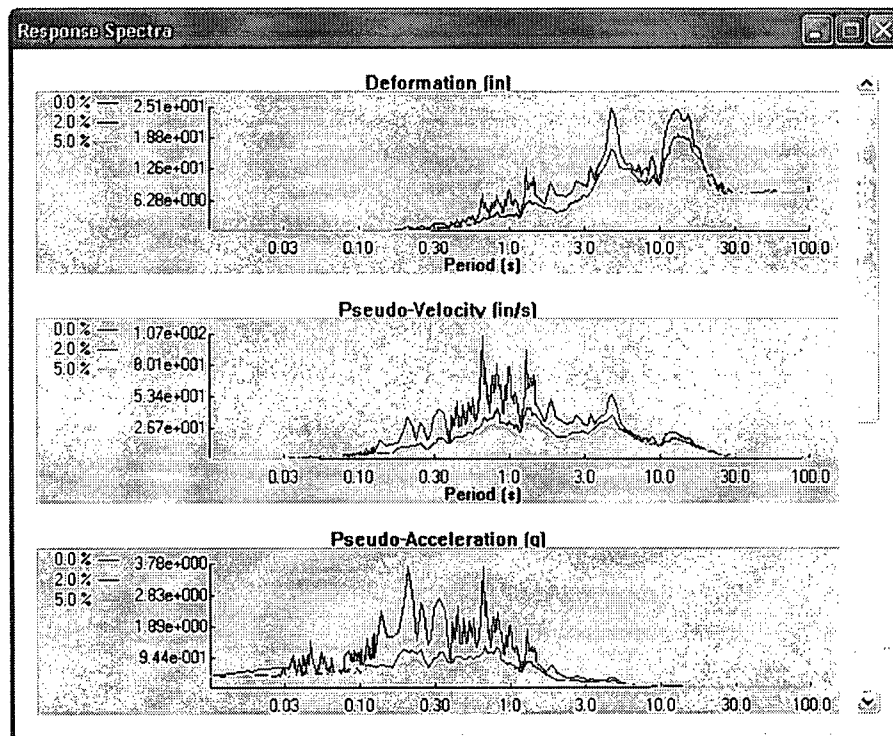 Response Spectra
Deformation (in)
0.0 %
2.0 %
5.0 %
2.51e+001
1.88e+001
1.26e+001
6.28e+000
0.03 0.10 0.30 1.0 3.0 10.0 30.0 100.0
Period (s)
Pseudo-Velocity (in/s)
0.0 %
2.0 %
5.0 %
1.07e+002
8.01e+001
5.34e+001
2.67e+001
0.03 0.10 0.30 1.0 3.0 10.0 30.0 100.0
Period (s)
Pseudo-Acceleration (g)
0.0 %
2.0 %
5.0 %
3.78e+000
2.83e+000
1.89e+000
9.44e-001
0.03 0.10 0.30 1.0 3.0 10.0 30.0 100.0